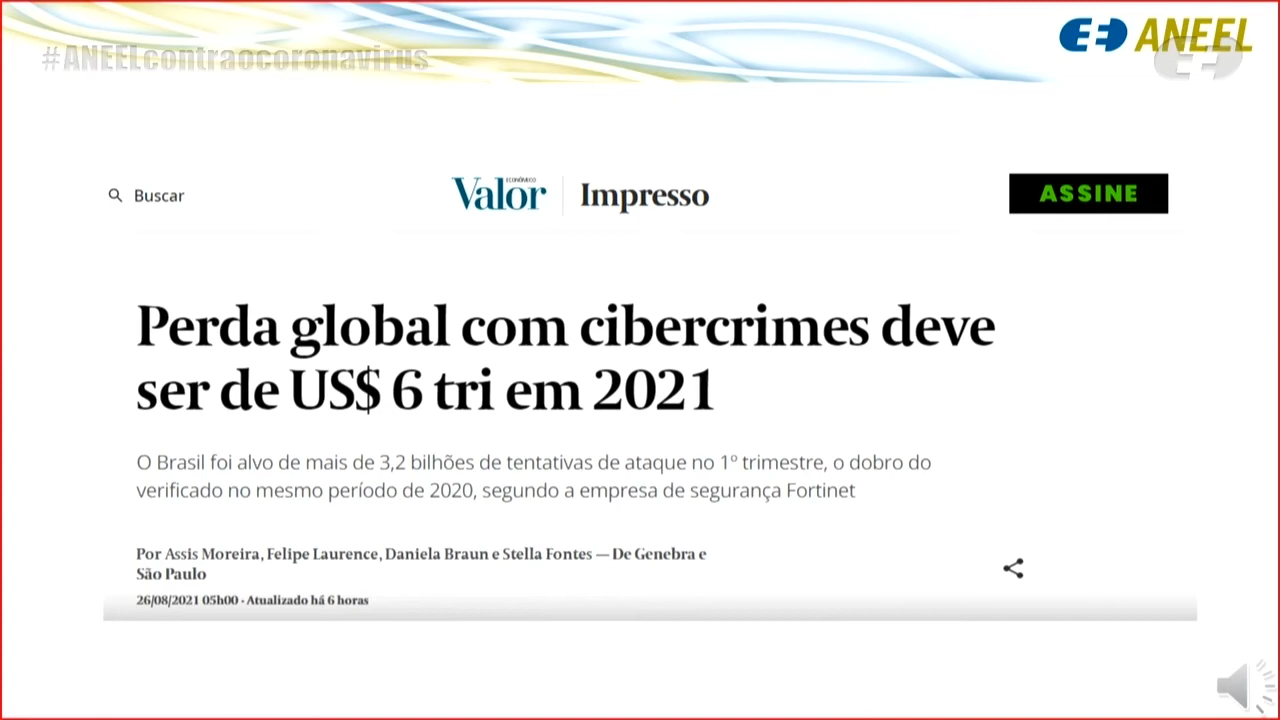 #ANEELcontraocoronavirus
ANEEL
Buscar
Valor ECONÔMICO
Impresso
ASSINE
Perda global com cibercrimes deve
ser de US$ 6 tri em 2021
O Brasil foi alvo de mais de 3,2 bilhões de tentativas de ataque no 1º trimestre, o dobro do
verificado no mesmo período de 2020, segundo a empresa de segurança Fortinet
Por Assis Moreira, Felipe Laurence, Daniela Braun e Stella Fontes — De Genebra e
São Paulo
26/08/2021 05h00 · Atualizado há 6 horas